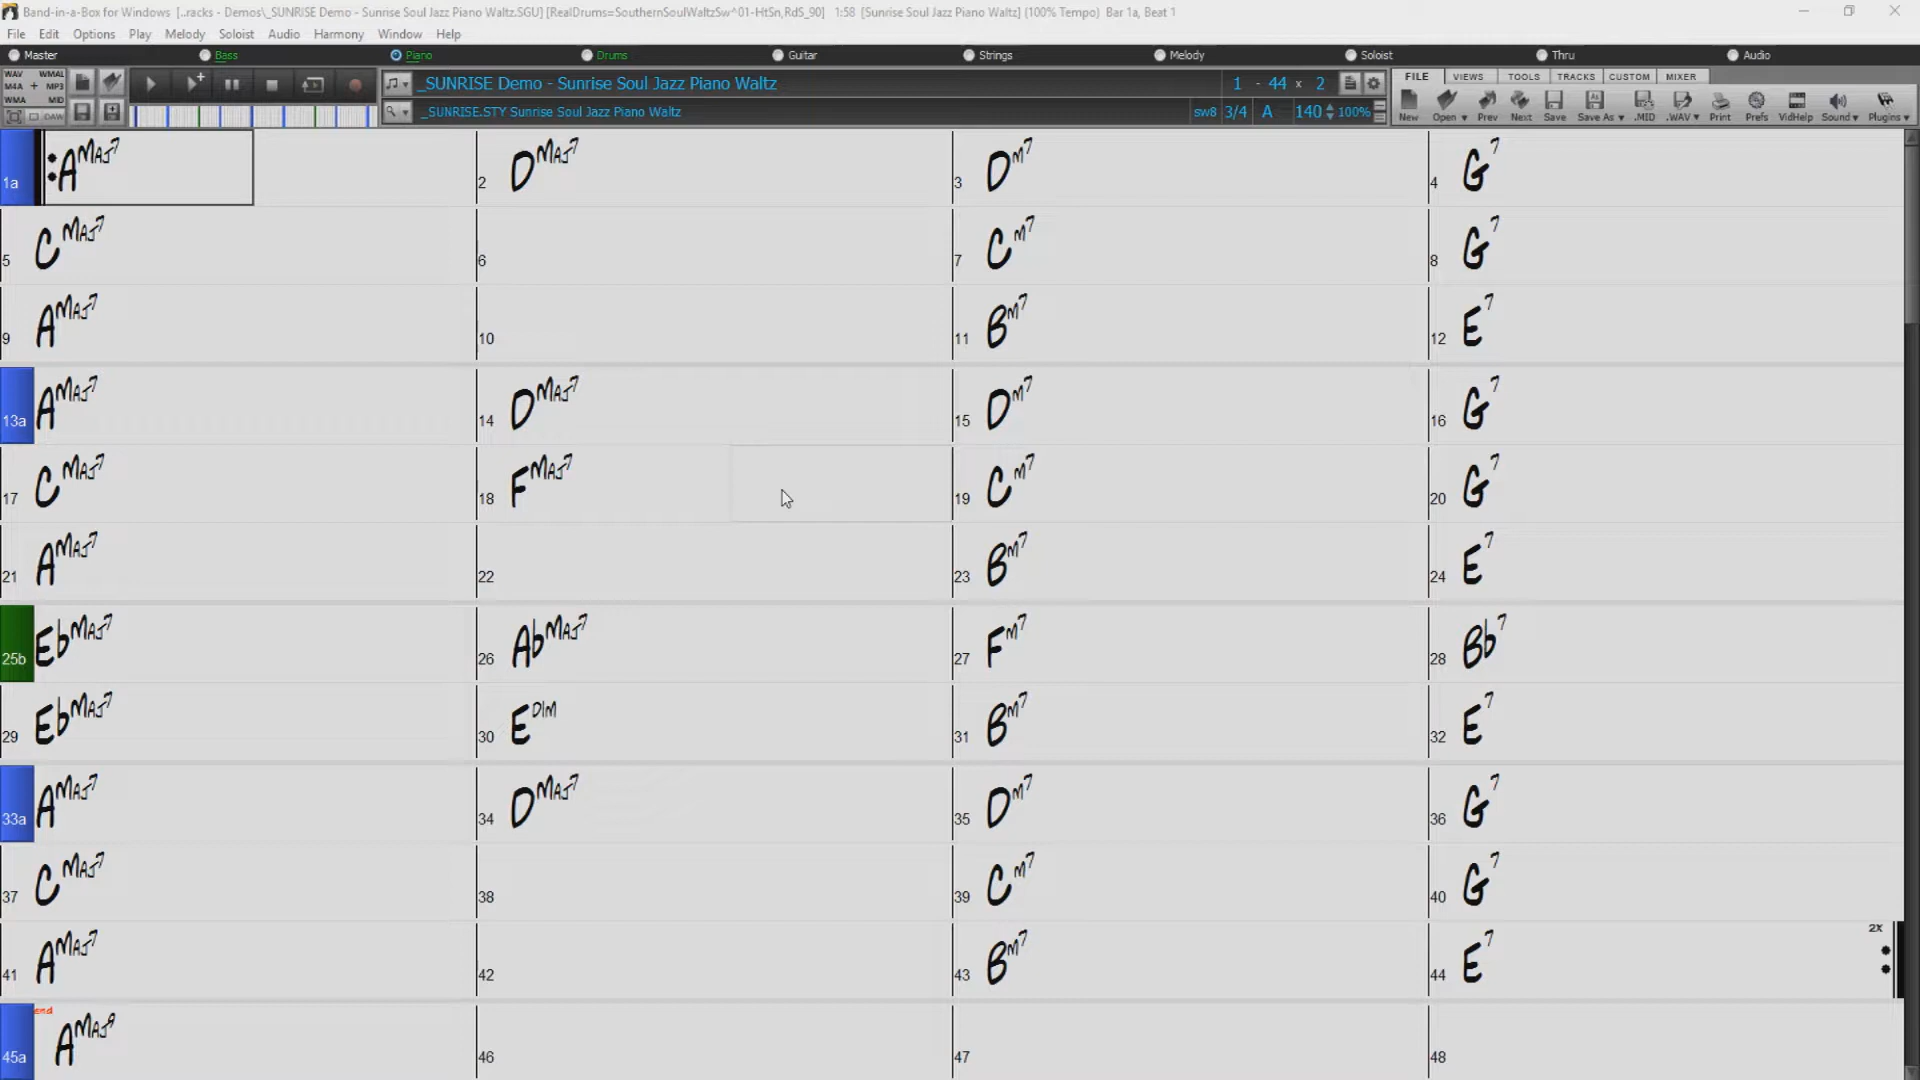 Band-in-a-Box for Windows [..racks - Demos\_SUNRISE Demo - Sunrise Soul Jazz Piano Waltz.SGU] [RealDrums=SouthernSoulWaltzSw^01-HtSn,RdS_90] 1:58 [Sunrise Soul Jazz Piano Waltz] (100% Tempo) Bar 1a, Beat 1
File Edit Options Play Melody Soloist Audio Harmony Window Help
Master Bass Piano Drums Guitar Strings Melody Soloist Thru Audio
WAV WMAL
M4A + MP3
WMA MID
DAW
_SUNRISE Demo - Sunrise Soul Jazz Piano Waltz 1 - 44 x 2
_SUNRISE.STY Sunrise Soul Jazz Piano Waltz sw8 3/4 A 140 100%
FILE VIEWS TOOLS TRACKS CUSTOM MIXER
New Open Prev Next Save Save As .MID .WAV Print Prefs VidHelp Sound Plugins
1a AMAJ7 2 DMAJ7 3 DM7 4 G7
5 CMAJ7 6 7 CM7 8 G7
9 AMAJ7 10 11 BM7 12 E7
13a AMAJ7 14 DMAJ7 15 DM7 16 G7
17 CMAJ7 18 FMAJ7 19 CM7 20 G7
21 AMAJ7 22 23 BM7 24 E7
25b EbMAJ7 26 AbMAJ7 27 FM7 28 Bb7
29 EbMAJ7 30 EDIM 31 BM7 32 E7
33a AMAJ7 34 DMAJ7 35 DM7 36 G7
37 CMAJ7 38 39 CM7 40 G7
41 AMAJ7 42 43 BM7 44 E7 2X
end
45a AMAJ9 46 47 48